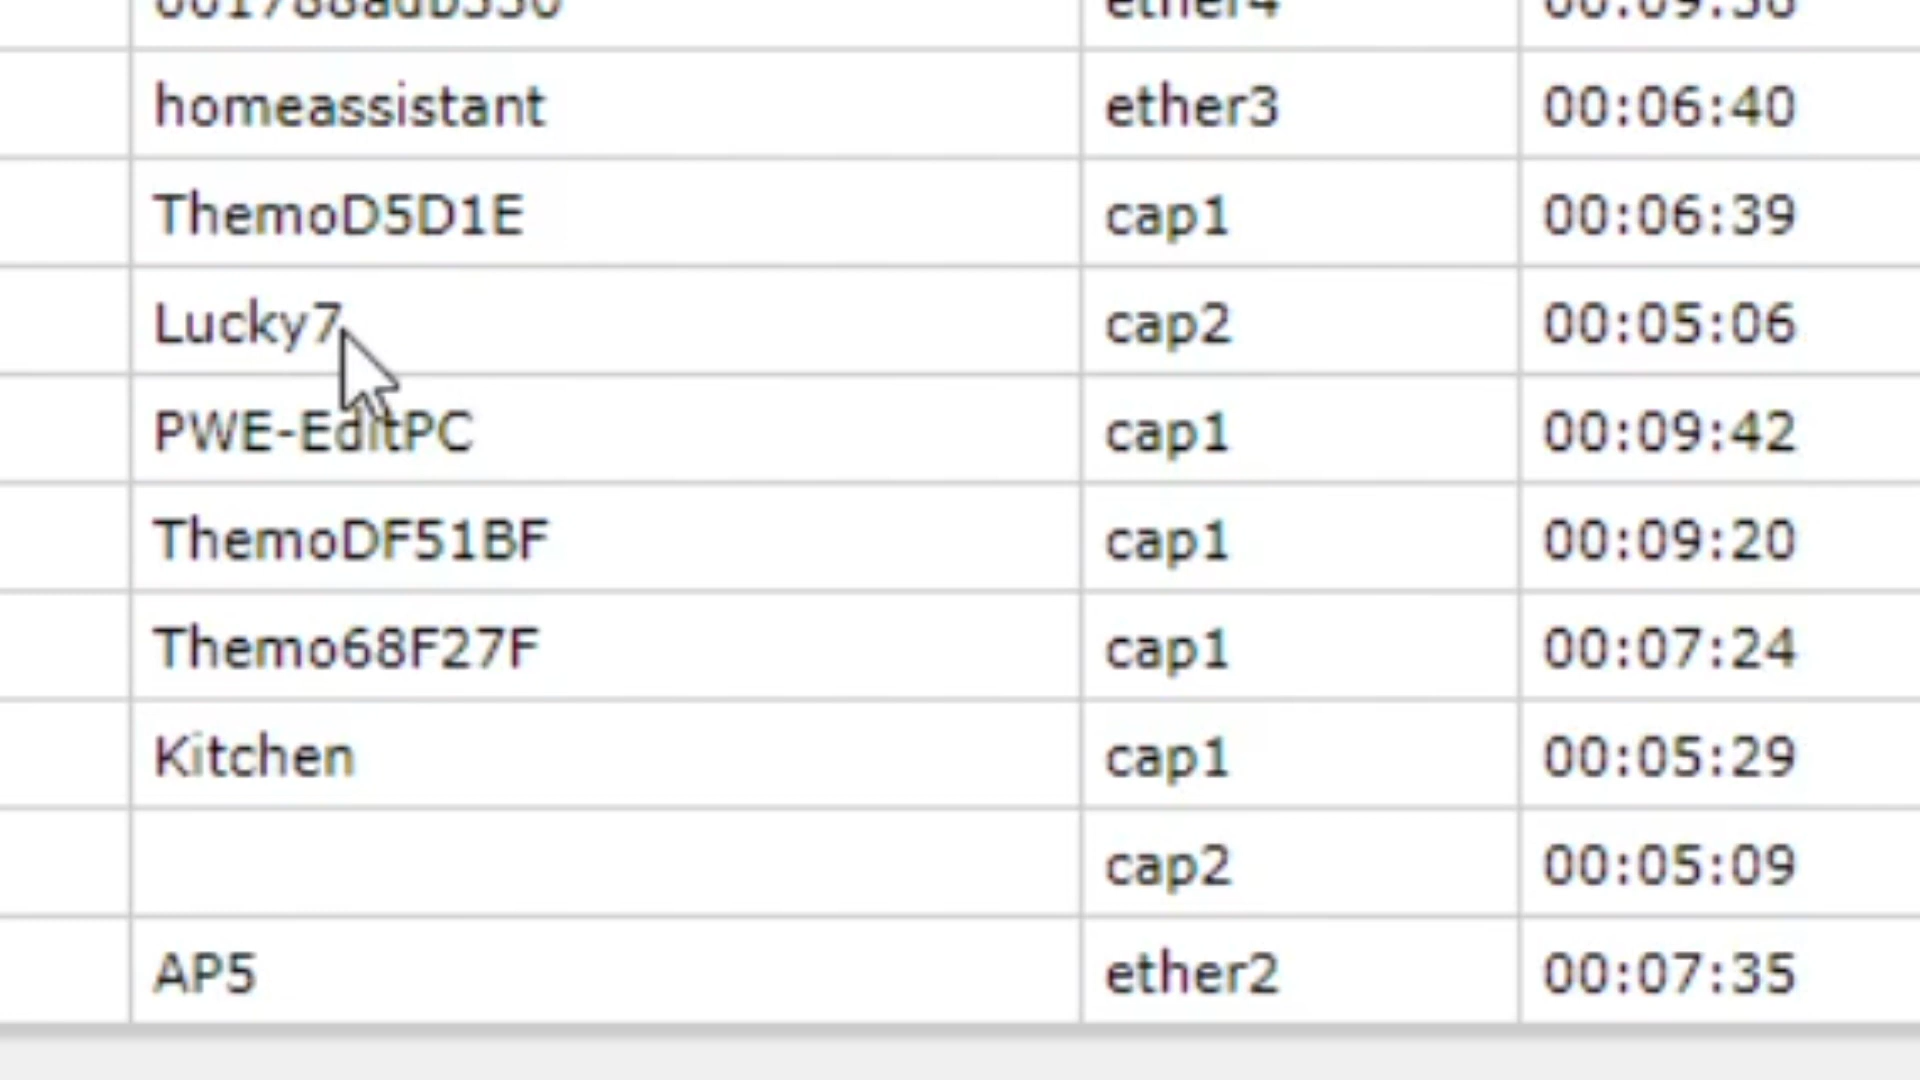 homeassistant ether3 00:06:40
ThemoD5D1E cap1 00:06:39
Lucky7 cap2 00:05:06
PWE-EditPC cap1 00:09:42
ThemoDF51BF cap1 00:09:20
Themo68F27F cap1 00:07:24
Kitchen cap1 00:05:29
cap2 00:05:09
AP5 ether2 00:07:35